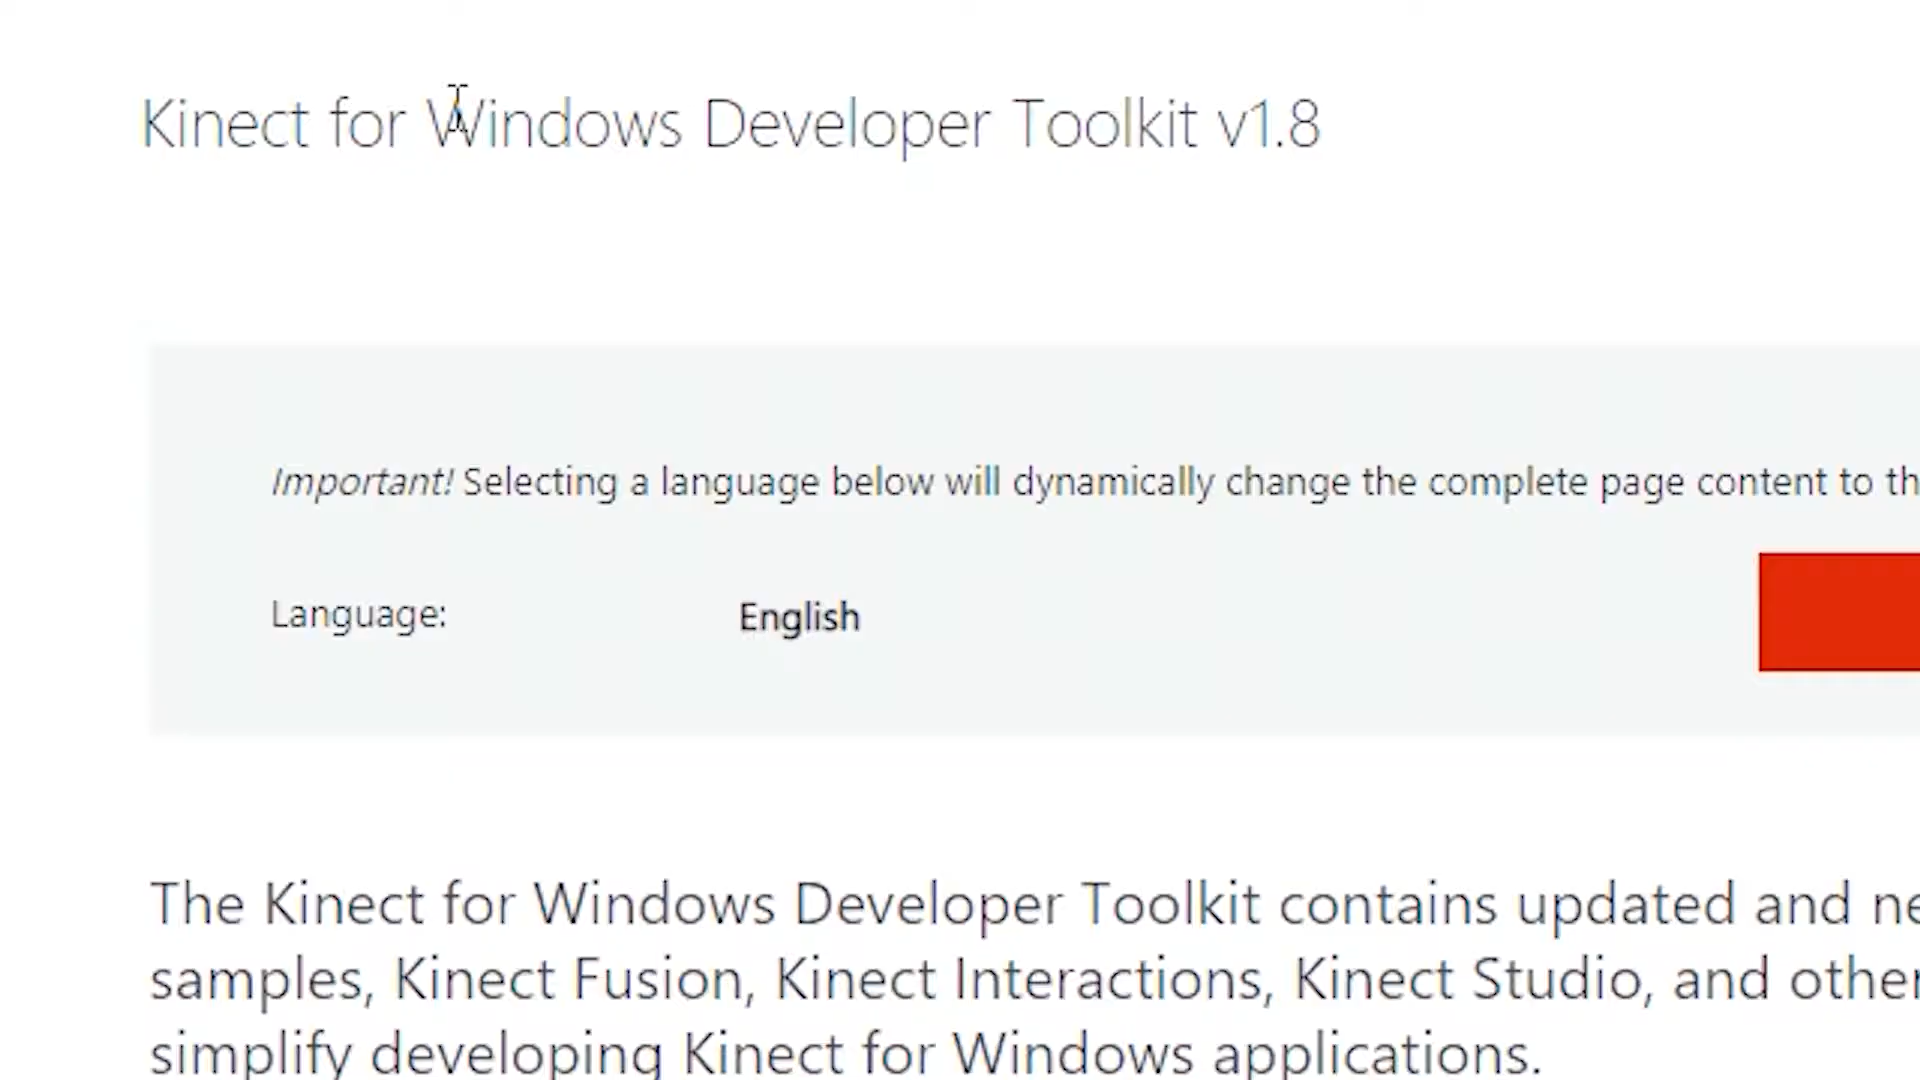 Kinect for Windows Developer Toolkit v1.8
Important! Selecting a language below will dynamically change the complete page content to th
Language: English
The Kinect for Windows Developer Toolkit contains updated and ne
samples, Kinect Fusion, Kinect Interactions, Kinect Studio, and other
simplify developing Kinect for Windows applications.